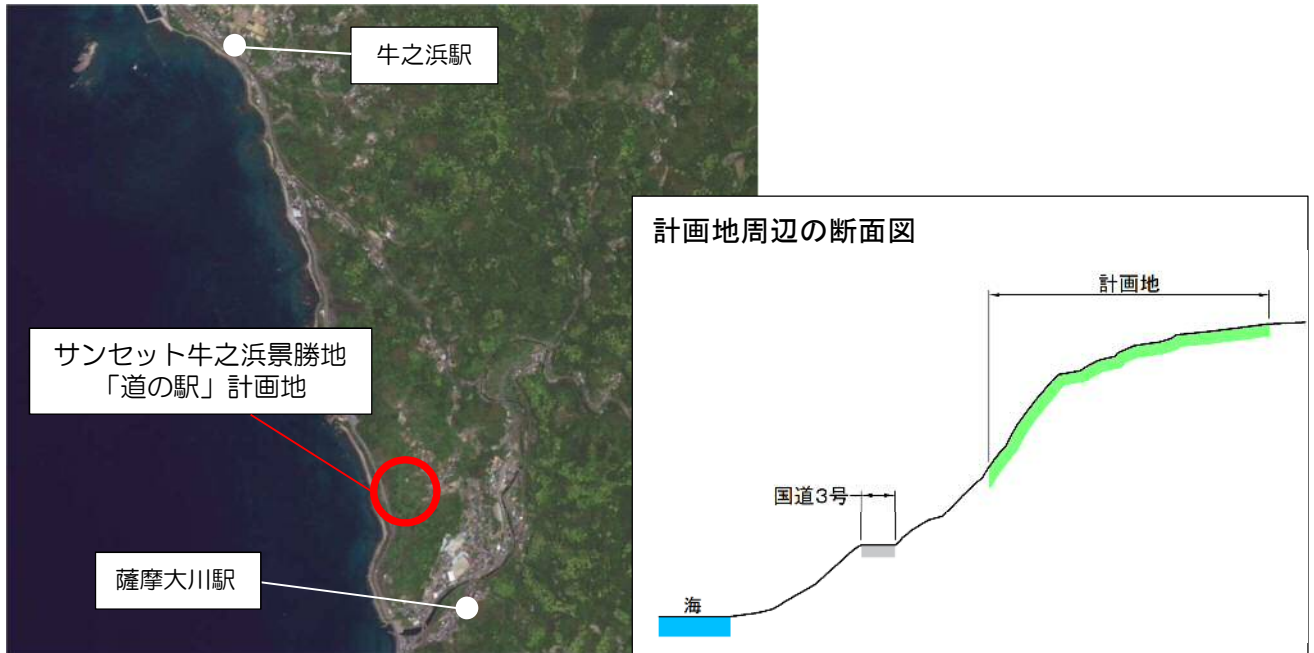 牛之浜駅
サンセット牛之浜景勝地
「道の駅」計画地
薩摩大川駅
計画地周辺の断面図
計画地
国道3号
海